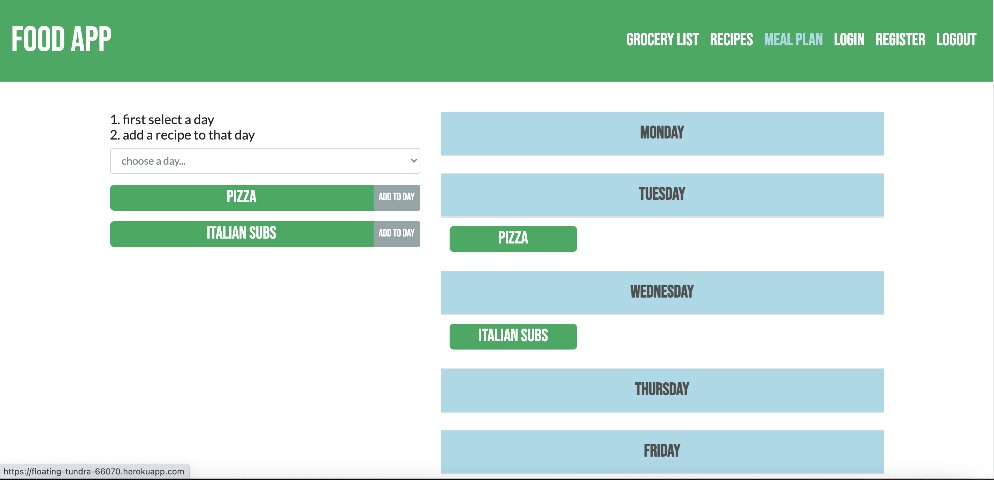 FOOD APP
GROCERY LIST RECIPES MEAL PLAN LOGIN REGISTER LOGOUT
1. first select a day
2. add a recipe to that day
choose a day...
PIZZA ADD TO DAY
ITALIAN SUBS ADD TO DAY
MONDAY
TUESDAY
PIZZA
WEDNESDAY
ITALIAN SUBS
THURSDAY
FRIDAY
https://floating-tundra-66070.herokuapp.com